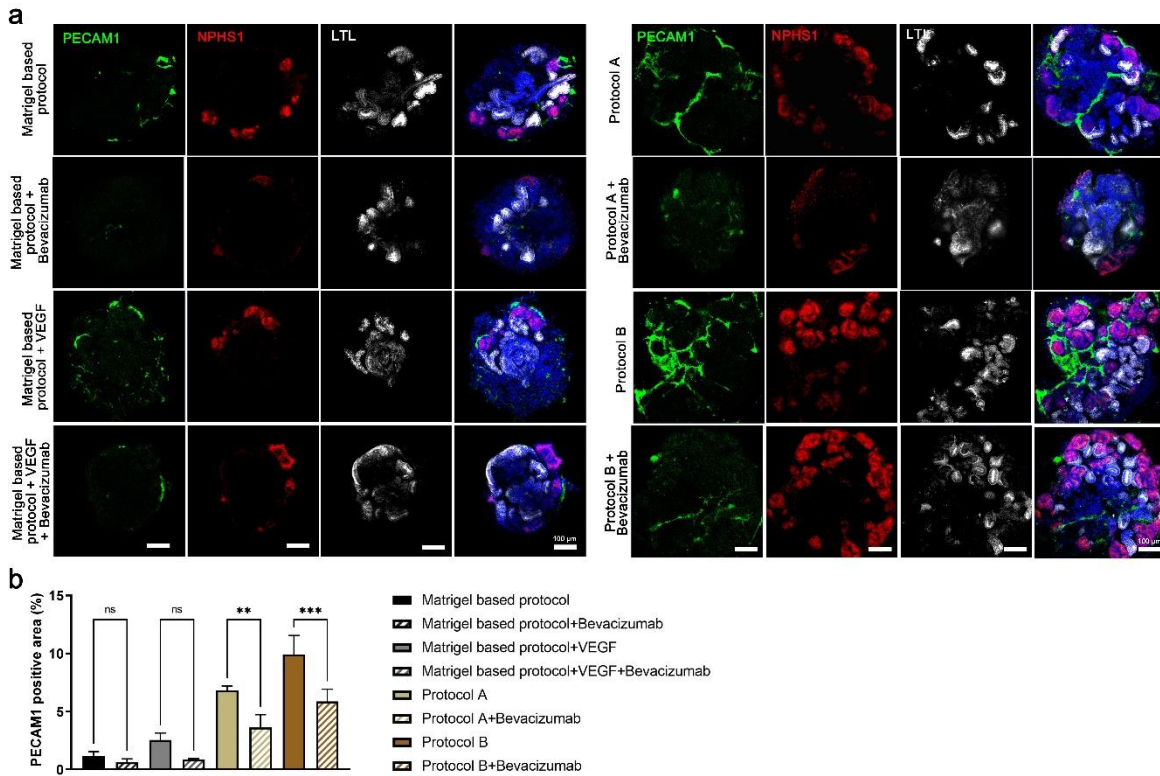 a
PECAM1
NPHS1
LTL
PECAM1
NPHS1
LTL
Matrigel based
protocol
Matrigel based
protocol +
Bevacizumab
Matrigel based
protocol + VEGF
Matrigel based
protocol + VEGF
+ Bevacizumab
100 µm
Protocol A
Protocol A +
Bevacizumab
Protocol B
Protocol B +
Bevacizumab
100 µm
b
PECAM1 positive area (%)
15
10
5
0
ns
ns
**
***
Matrigel based protocol
Matrigel based protocol+Bevacizumab
Matrigel based protocol+VEGF
Matrigel based protocol+VEGF+Bevacizumab
Protocol A
Protocol A+Bevacizumab
Protocol B
Protocol B+Bevacizumab